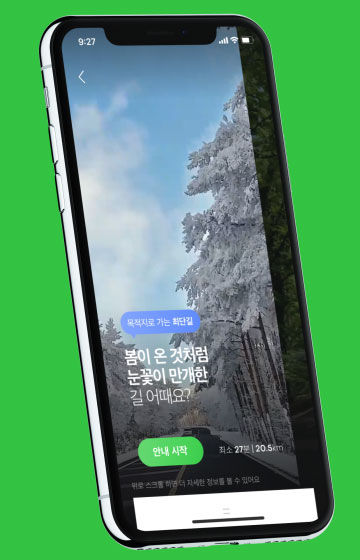 9:27
목적지로 가는 최단길
봄이 온 것처럼
눈꽃이 만개한
길 어때요?
안내 시작
최소 27분 | 20.5km
위로 스크롤 하면 더 자세한 정보를 볼 수 있어요